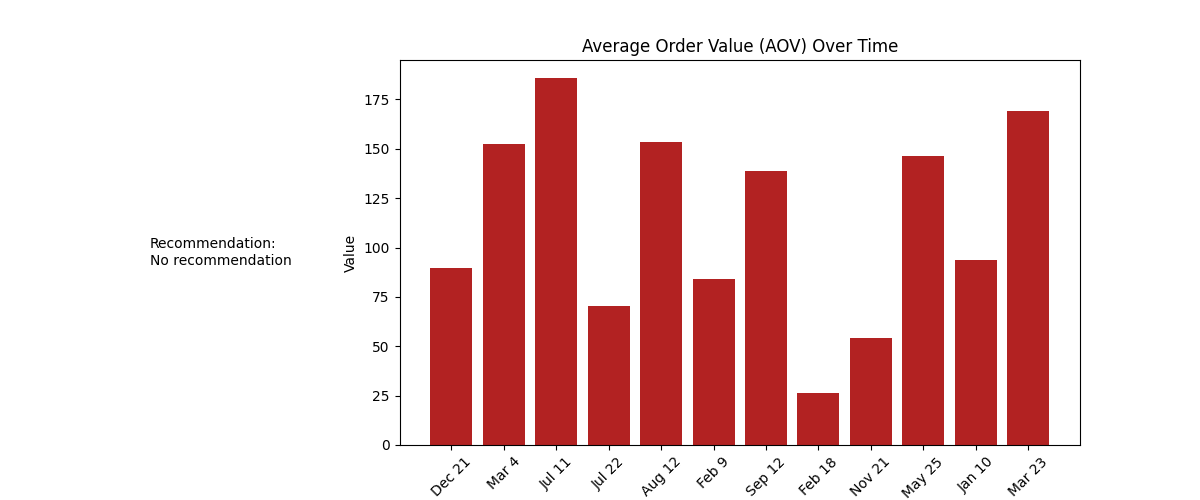 Average Order Value (AOV) Over Time
Recommendation:
No recommendation
Value
175
150
125
100
75
50
25
0
Dec 21
Mar 4
Jul 11
Jul 22
Aug 12
Feb 9
Sep 12
Feb 18
Nov 21
May 25
Jan 10
Mar 23